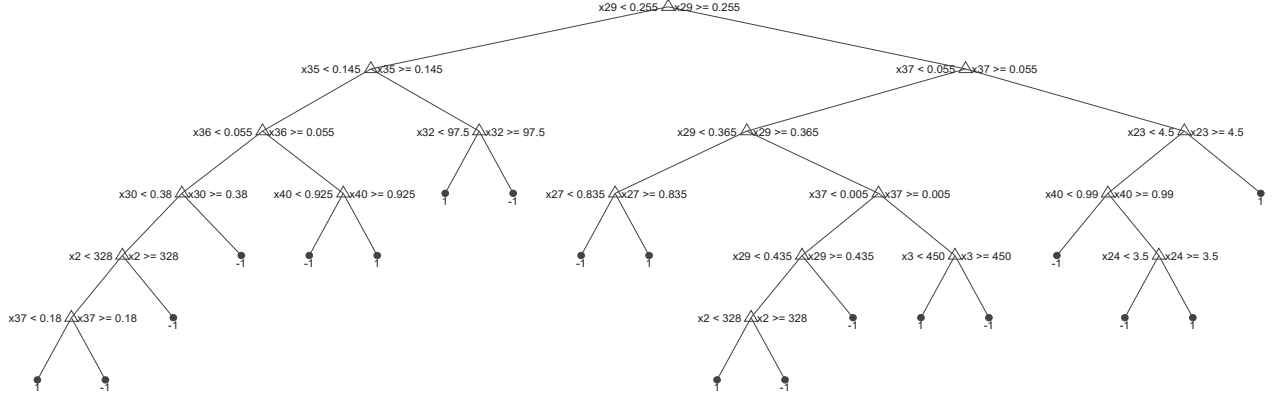 x29 < 0.255 x29 >= 0.255
x35 < 0.145 x35 >= 0.145 x37 < 0.055 x37 >= 0.055
x36 < 0.055 x36 >= 0.055 x32 < 97.5 x32 >= 97.5 x29 < 0.365 x29 >= 0.365 x23 < 4.5 x23 >= 4.5
x30 < 0.38 x30 >= 0.38 x40 < 0.925 x40 >= 0.925 1 -1 x27 < 0.835 x27 >= 0.835 x37 < 0.005 x37 >= 0.005 x40 < 0.99 x40 >= 0.99 1
x2 < 328 x2 >= 328 -1 -1 1 -1 1 x29 < 0.435 x29 >= 0.435 x3 < 450 x3 >= 450 -1 x24 < 3.5 x24 >= 3.5
x37 < 0.18 x37 >= 0.18 -1 x2 < 328 x2 >= 328 -1 1 -1 -1 1
1 -1 1 -1